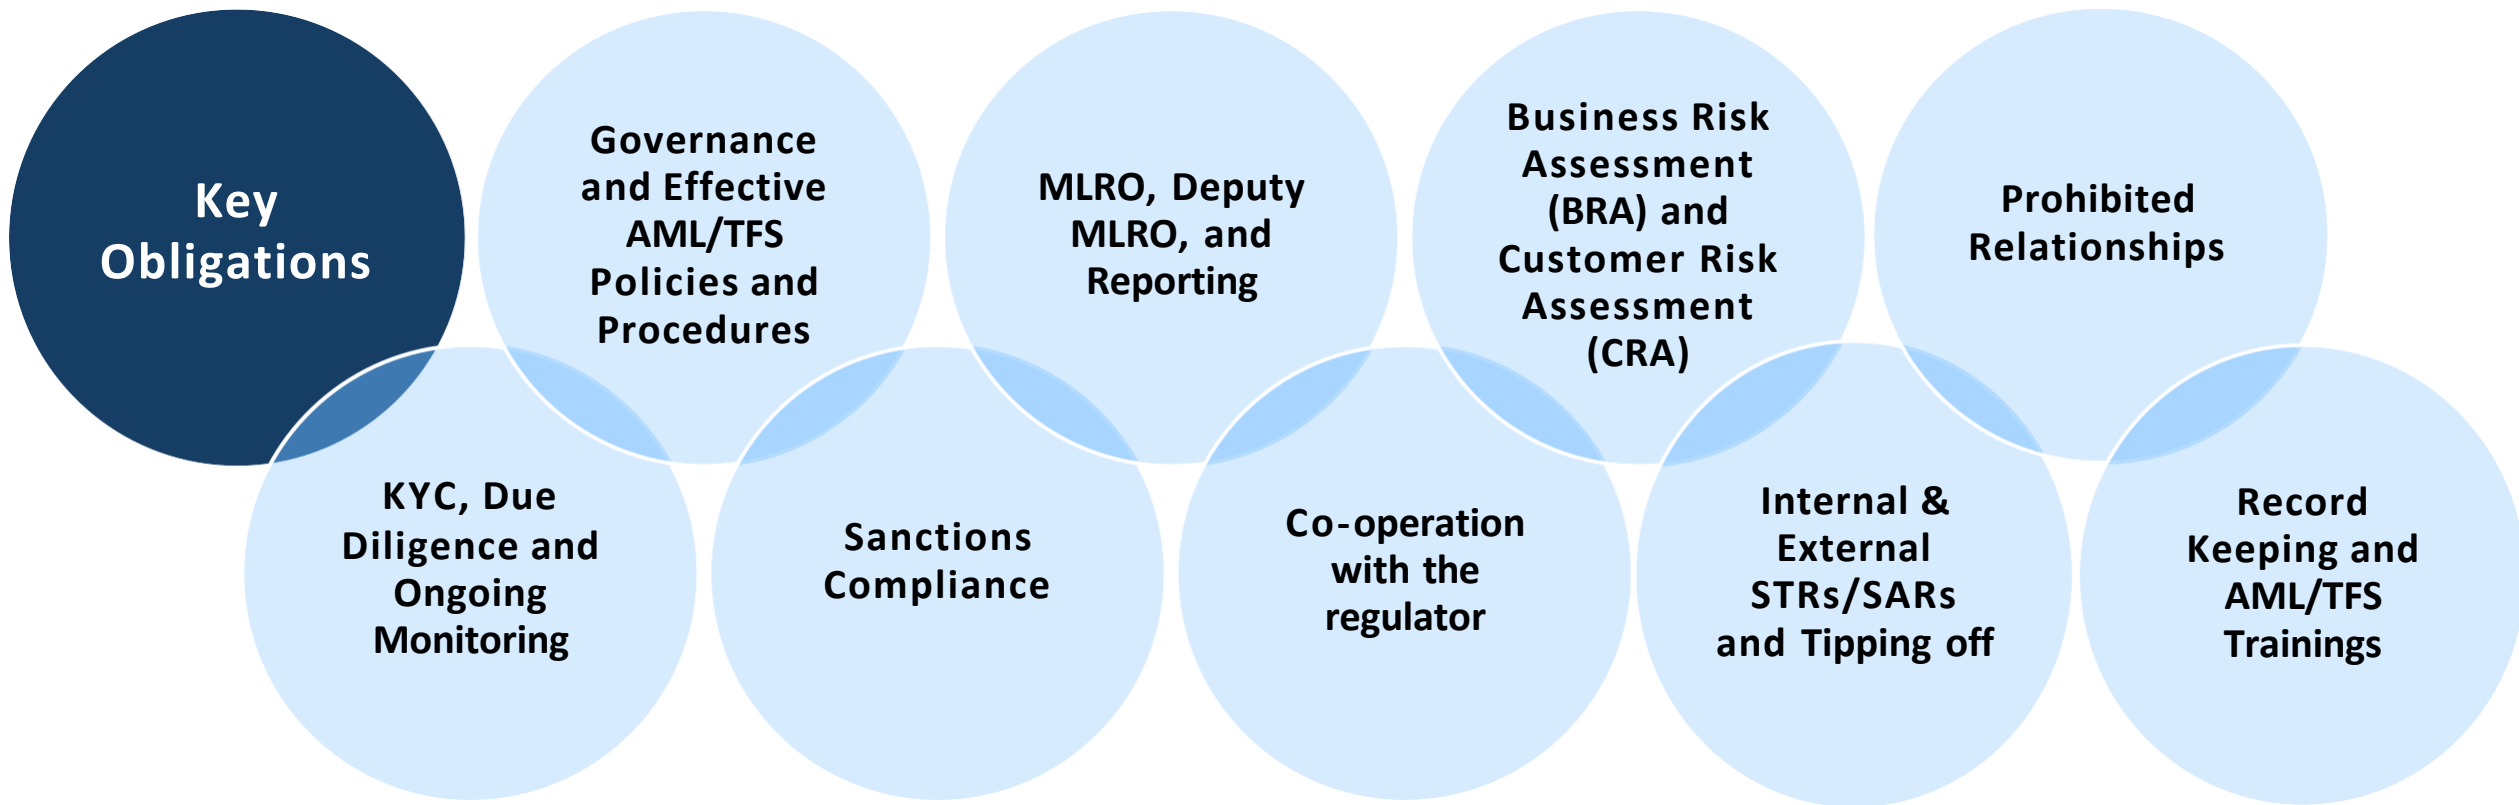 Key
Obligations
Governance
and Effective
AML/TFS
Policies and
Procedures
MLRO, Deputy
MLRO, and
Reporting
Business Risk
Assessment
(BRA) and
Customer Risk
Assessment
(CRA)
Prohibited
Relationships
KYC, Due
Diligence and
Ongoing
Monitoring
Sanctions
Compliance
Co-operation
with the
regulator
Internal &
External
STRs/SARs
and Tipping off
Record
Keeping and
AML/TFS
Trainings